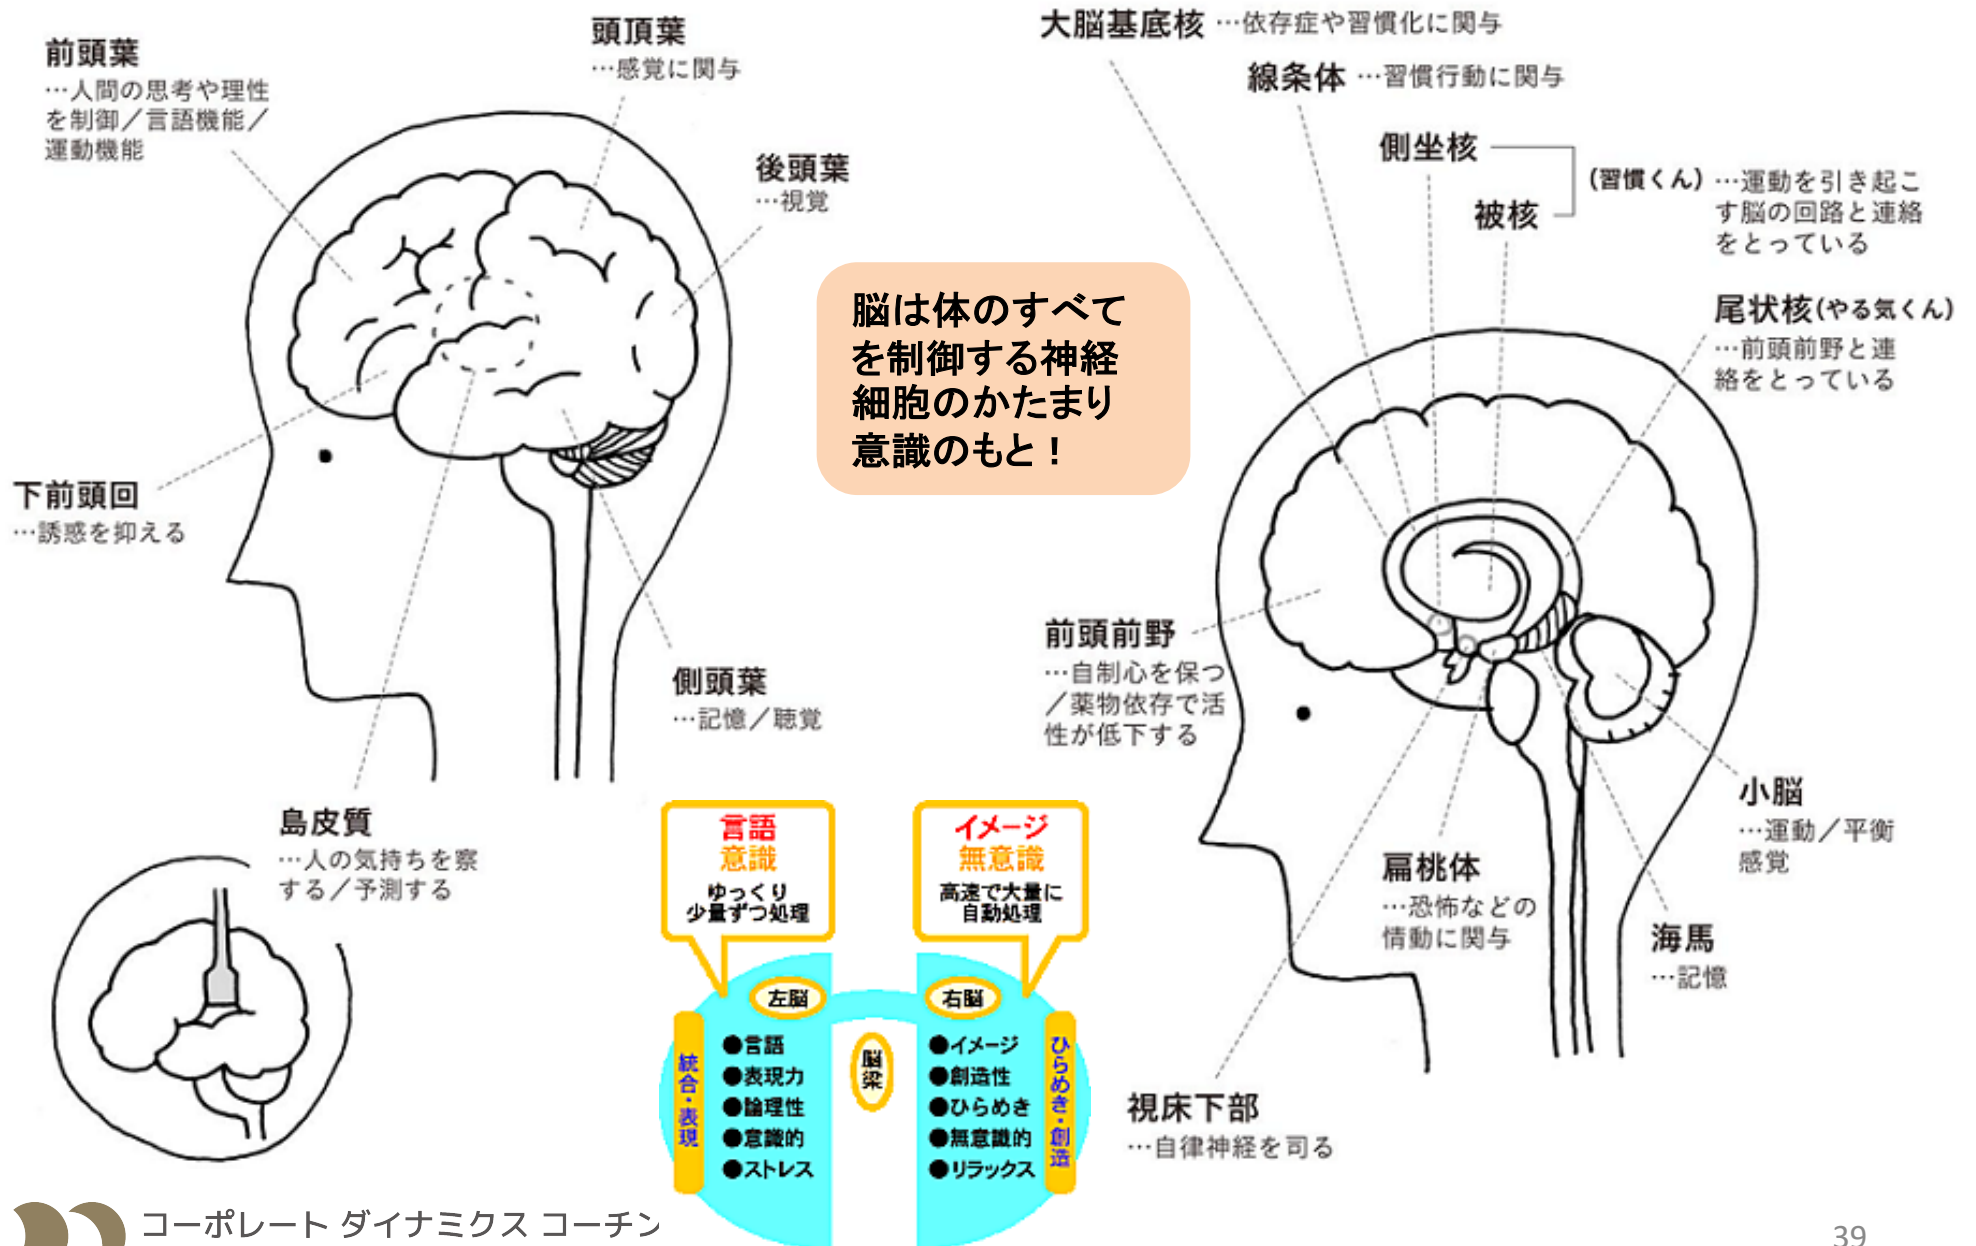 前頭葉
…人間の思考や理性
を制御／言語機能／
運動機能
頭頂葉
…感覚に関与
後頭葉
…視覚
下前頭回
…誘惑を抑える
側頭葉
…記憶／聴覚
島皮質
…人の気持ちを察
する／予測する
脳は体のすべて
を制御する神経
細胞のかたまり
意識のもと！
大脳基底核 …依存症や習慣化に関与
線条体 …習慣行動に関与
側坐核
被核
(習慣くん) …運動を引き起こ
す脳の回路と連絡
をとっている
尾状核(やる気くん)
…前頭前野と連
絡をとっている
前頭前野
…自制心を保つ
／薬物依存で活
性が低下する
小脳
…運動／平衡
感覚
扁桃体
…恐怖などの
情動に関与
海馬
…記憶
視床下部
…自律神経を司る
言語
意識
ゆっくり
少量ずつ処理
イメージ
無意識
高速で大量に
自動処理
左脳
右脳
脳梁
統合・表現
●言語
●表現力
●論理性
●意識的
●ストレス
●イメージ
●創造性
●ひらめき
●無意識的
●リラックス
ひらめき・創造
コーポレート ダイナミクス コーチン
39